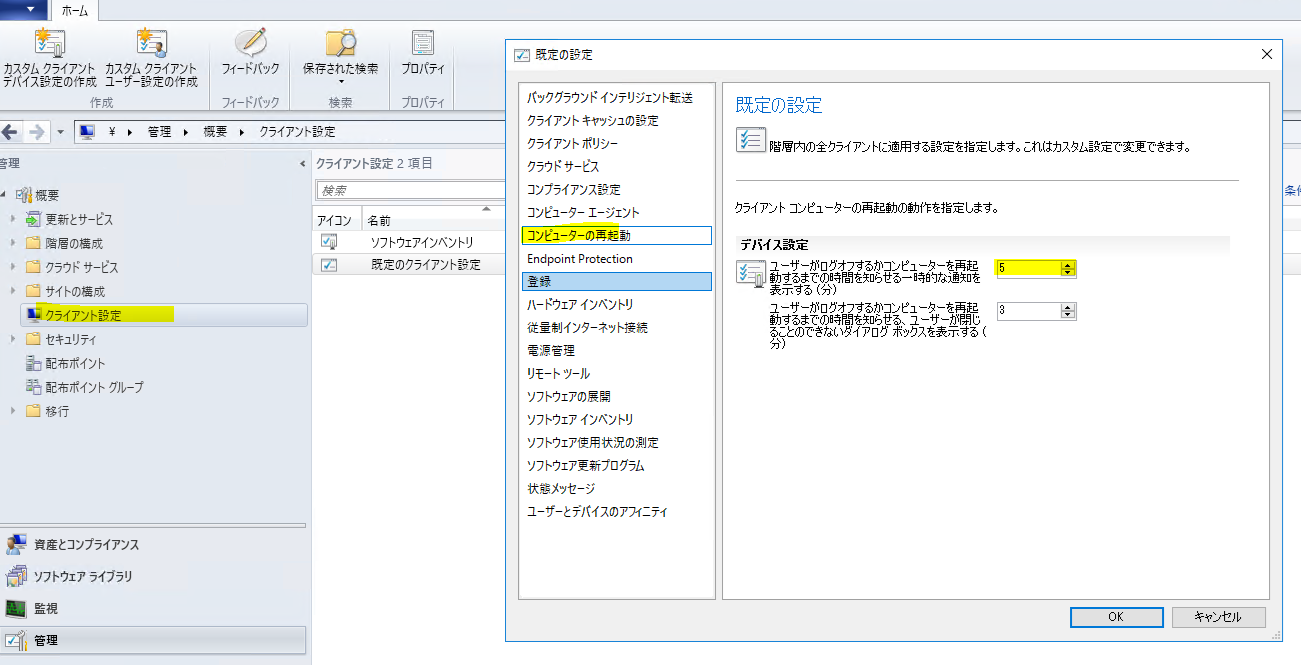 ホーム
カスタム クライアント
デバイス設定の作成
カスタム クライアント
ユーザー設定の作成
作成
フィードバック
フィードバック
保存された検索
検索
プロパティ
プロパティ
¥ 管理 概要 クライアント設定
管理
概要
更新とサービス
階層の構成
クラウド サービス
サイトの構成
クライアント設定
セキュリティ
配布ポイント
配布ポイント グループ
移行
資産とコンプライアンス
ソフトウェア ライブラリ
監視
管理
クライアント設定 2 項目
検索
アイコン 名前
ソフトウェアインベントリ
既定のクライアント設定
条件
既定の設定
バックグラウンド インテリジェント転送
クライアント キャッシュの設定
クライアント ポリシー
クラウド サービス
コンプライアンス設定
コンピューター エージェント
コンピューターの再起動
Endpoint Protection
登録
ハードウェア インベントリ
従量制インターネット接続
電源管理
リモート ツール
ソフトウェアの展開
ソフトウェア インベントリ
ソフトウェア使用状況の測定
ソフトウェア更新プログラム
状態メッセージ
ユーザーとデバイスのアフィニティ
既定の設定
階層内の全クライアントに適用する設定を指定します。これはカスタム設定で変更できます。
クライアント コンピューターの再起動の動作を指定します。
デバイス設定
ユーザーがログオフするかコンピューターを再起
動するまでの時間を知らせる一時的な通知を
表示する (分)
5
ユーザーがログオフするかコンピューターを再起
動するまでの時間を知らせる、ユーザーが閉じ
ることのできないダイアログ ボックスを表示する (
分)
3
OK
キャンセル